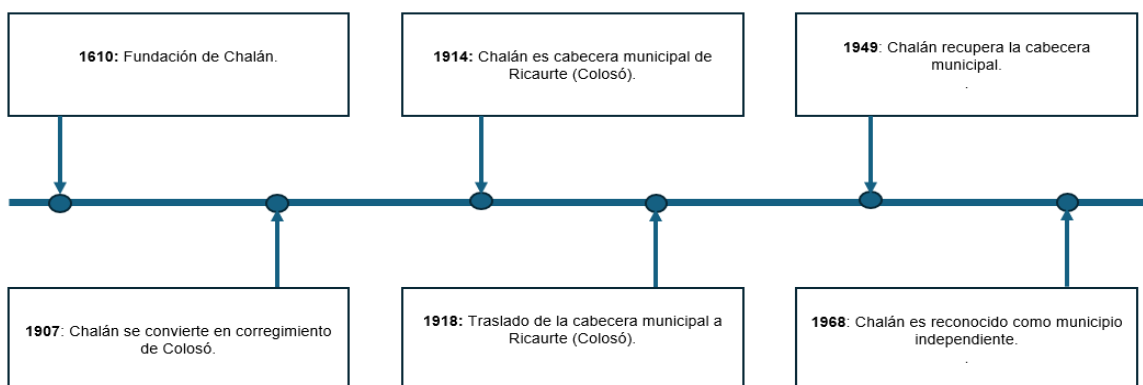 1610: Fundación de Chalán.
1914: Chalán es cabecera municipal de
Ricaurte (Colosó).
1949: Chalán recupera la cabecera
municipal.
.
1907: Chalán se convierte en corregimiento
de Colosó.
1918: Traslado de la cabecera municipal a
Ricaurte (Colosó).
1968: Chalán es reconocido como municipio
independiente.
.